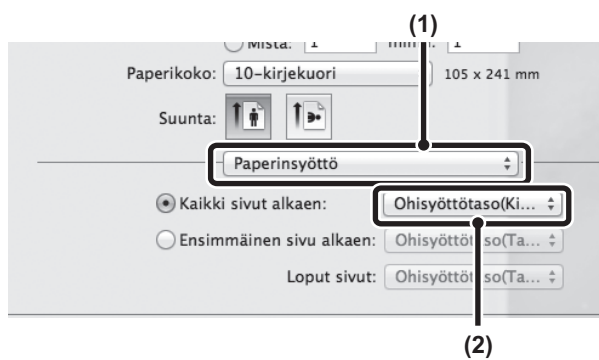 (1)
Mistä: 1
1
Paperikoko: 10-kirjekuori 105 x 241 mm
Suunta:
Paperinsyöttö
Kaikki sivut alkaen: Ohisyöttötaso(Ki...
Ensimmäinen sivu alkaen: Ohisyöttötaso(Ta...
Loput sivut: Ohisyöttötaso(Ta...
(2)